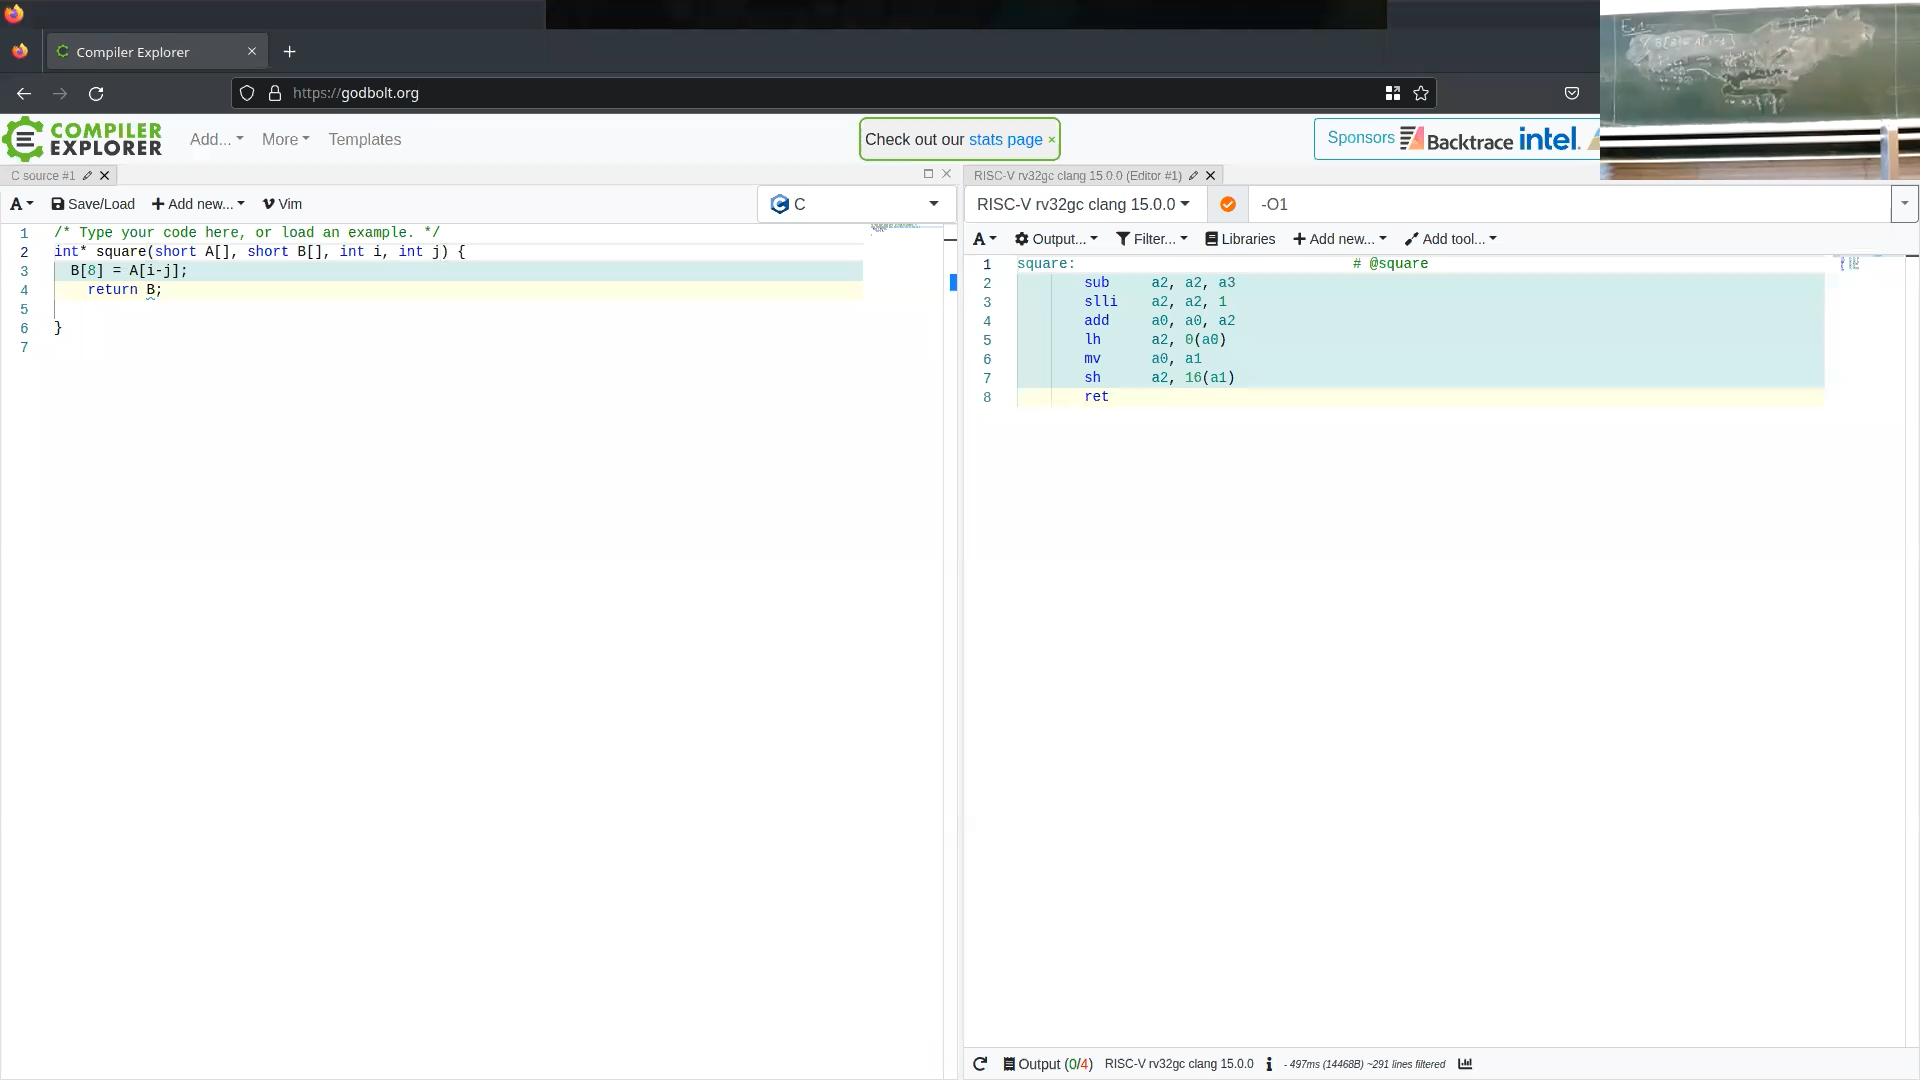 Compiler Explorer
https://godbolt.org
COMPILER EXPLORER
Add... More Templates
Check out our stats page ×
Sponsors Backtrace intel.
C source #1
RISC-V rv32gc clang 15.0.0 (Editor #1)
A Save/Load Add new... Vim
C
RISC-V rv32gc clang 15.0.0
-O1
A Output... Filter... Libraries Add new... Add tool...
1 /* Type your code here, or load an example. */
2 int* square(short A[], short B[], int i, int j) {
3 B[8] = A[i-j];
4 return B;
5
6 }
7
1 square: # @square
2 sub a2, a2, a3
3 slli a2, a2, 1
4 add a0, a0, a2
5 lh a2, 0(a0)
6 mv a0, a1
7 sh a2, 16(a1)
8 ret
Output (0/4) RISC-V rv32gc clang 15.0.0 i - 497ms (14468B) ~291 lines filtered